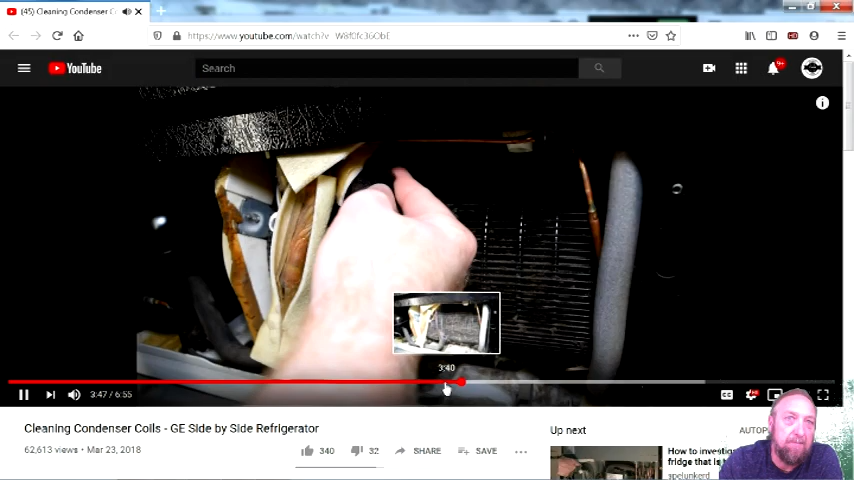 (45) Cleaning Condenser C
https://www.youtube.com/watch?v
YouTube
Search
9+
i
3:40
3:47 / 6:55
CC
Cleaning Condenser Coils - GE Side by Side Refrigerator
62,613 views • Mar 23, 2018
340
32
SHARE
SAVE
Up next
AUTOP
How to investig
fridge that is
spelunkerd